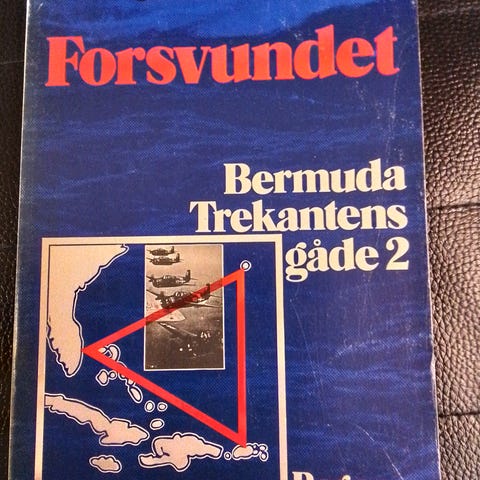 Forsvundet
Bermuda
Trekantens
gåde 2